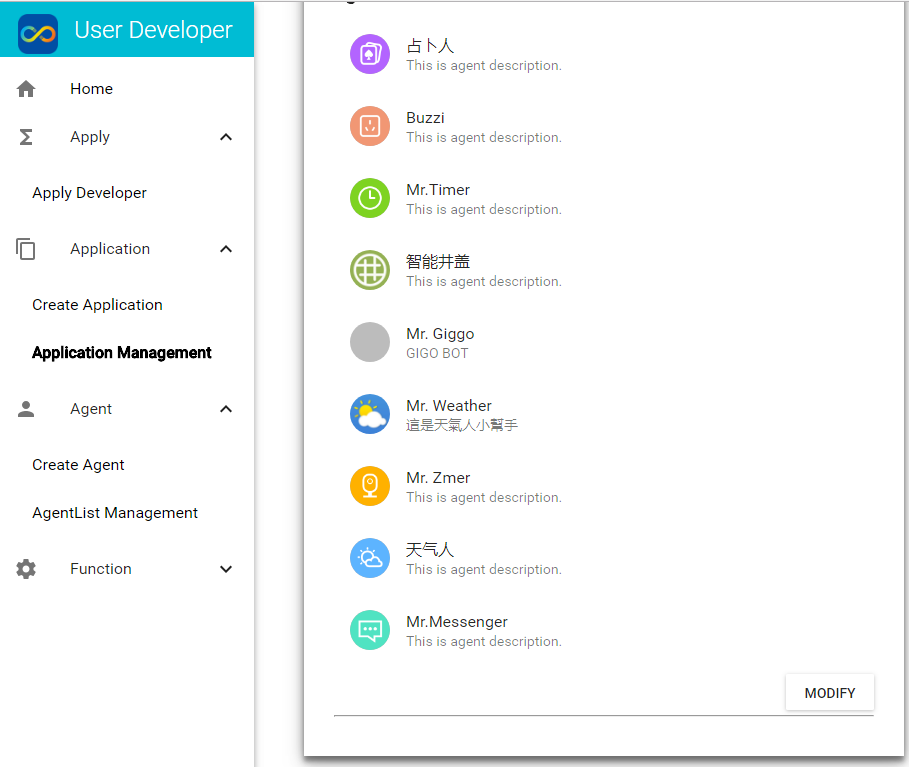 User Developer
Home
Apply
Apply Developer
Application
Create Application
Application Management
Agent
Create Agent
AgentList Management
Function
占卜人
This is agent description.
Buzzi
This is agent description.
Mr.Timer
This is agent description.
智能井盖
This is agent description.
Mr. Giggo
GIGO BOT
Mr. Weather
這是天氣人小幫手
Mr. Zmer
This is agent description.
天气人
This is agent description.
Mr.Messenger
This is agent description.
MODIFY